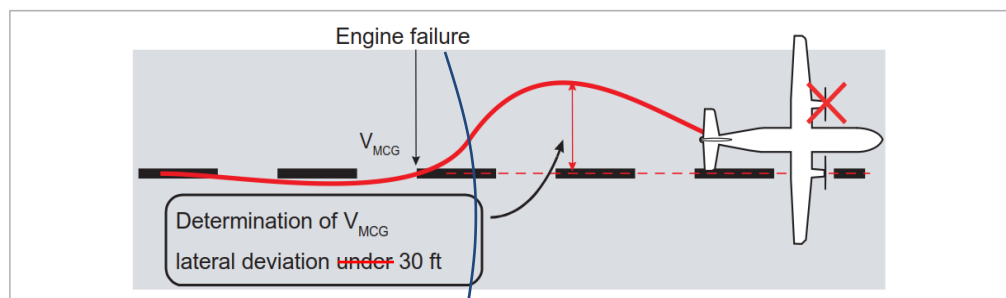 Engine failure
VMCG
Determination of VMCG
lateral deviation under 30 ft